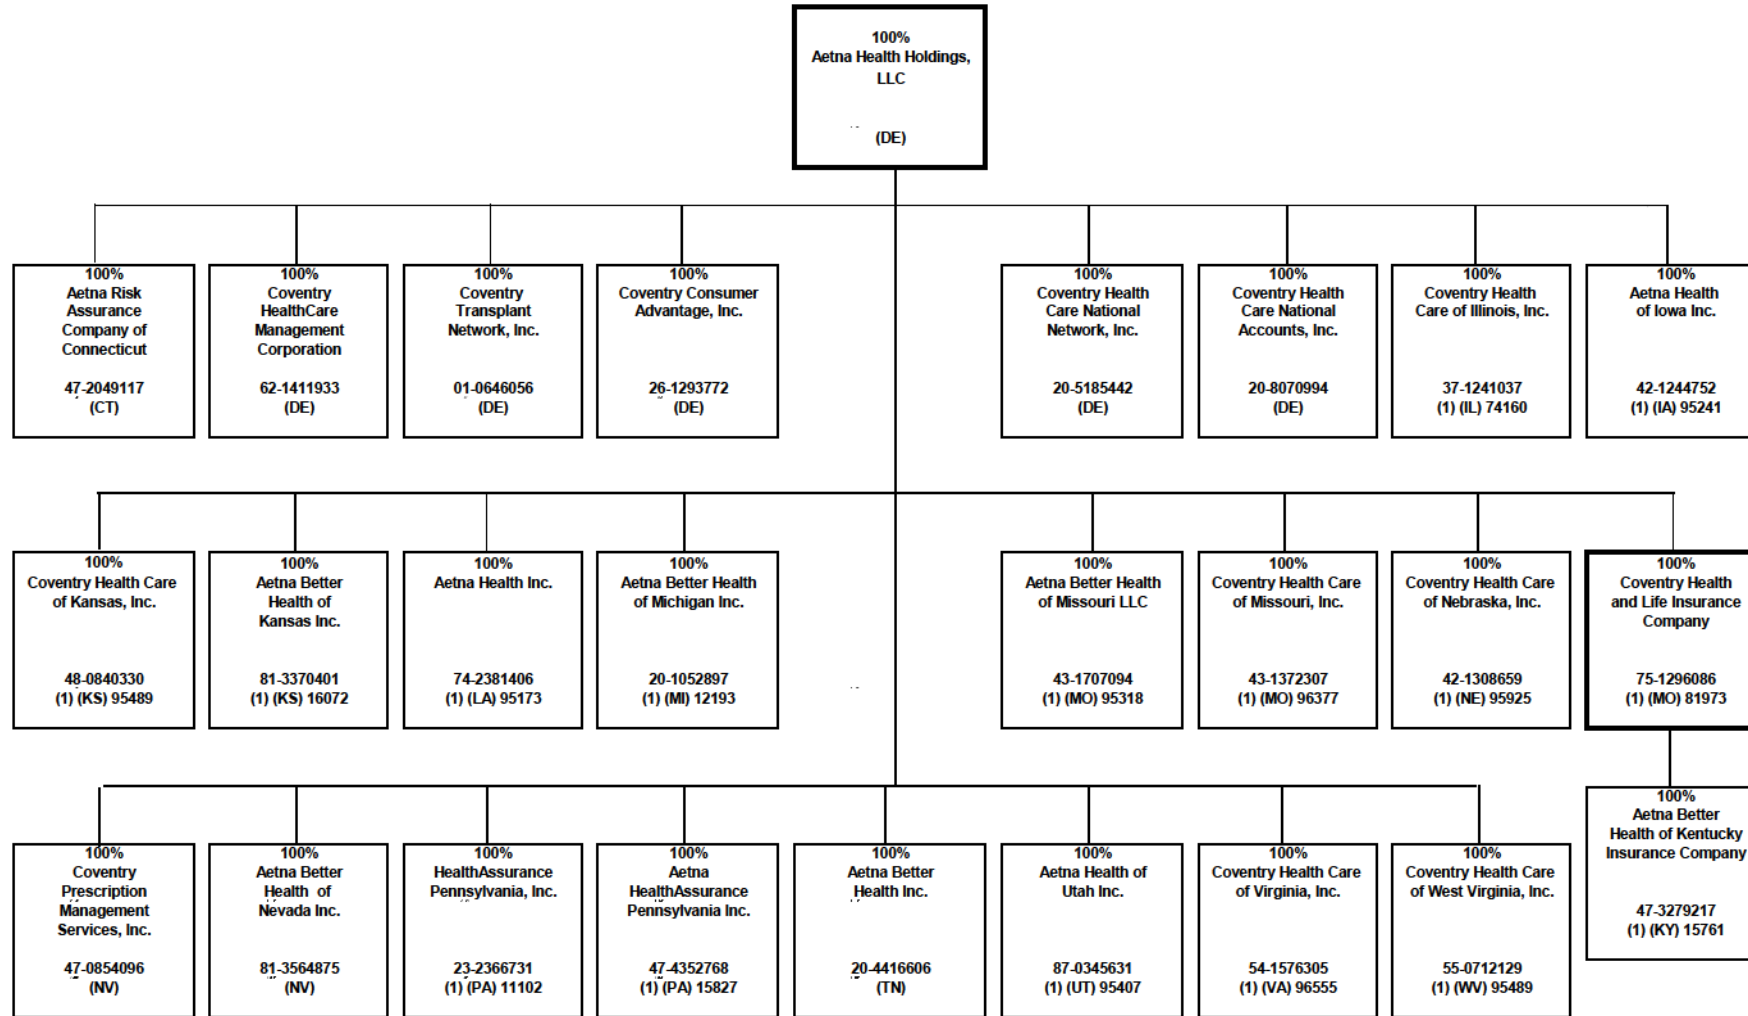 100%
Aetna Health Holdings,
LLC
(DE)
100%
Aetna Risk
Assurance
Company of
Connecticut
47-2049117
(CT)
100%
Coventry
HealthCare
Management
Corporation
62-1411933
(DE)
100%
Coventry
Transplant
Network, Inc.
01-0646056
(DE)
100%
Coventry Consumer
Advantage, Inc.
26-1293772
(DE)
100%
Coventry Health
Care National
Network, Inc.
20-5185442
(DE)
100%
Coventry Health
Care National
Accounts, Inc.
20-8070994
(DE)
100%
Coventry Health
Care of Illinois, Inc.
37-1241037
(1) (IL) 74160
100%
Aetna Health
of Iowa Inc.
42-1244752
(1) (IA) 95241
100%
Coventry Health Care
of Kansas, Inc.
48-0840330
(1) (KS) 95489
100%
Aetna Better
Health of
Kansas Inc.
81-3370401
(1) (KS) 16072
100%
Aetna Health Inc.
74-2381406
(1) (LA) 95173
100%
Aetna Better Health
of Michigan Inc.
20-1052897
(1) (MI) 12193
100%
Aetna Better Health
of Missouri LLC
43-1707094
(1) (MO) 95318
100%
Coventry Health Care
of Missouri, Inc.
43-1372307
(1) (MO) 96377
100%
Coventry Health Care
of Nebraska, Inc.
42-1308659
(1) (NE) 95925
100%
Coventry Health
and Life Insurance
Company
75-1296086
(1) (MO) 81973
100%
Aetna Better
Health of Kentucky
Insurance Company
47-3279217
(1) (KY) 15761
100%
Coventry
Prescription
Management
Services, Inc.
47-0854096
(NV)
100%
Aetna Better
Health of
Nevada Inc.
81-3564875
(NV)
100%
HealthAssurance
Pennsylvania, Inc.
23-2366731
(1) (PA) 11102
100%
Aetna
HealthAssurance
Pennsylvania Inc.
47-4352768
(1) (PA) 15827
100%
Aetna Better
Health Inc.
20-4416606
(TN)
100%
Aetna Health of
Utah Inc.
87-0345631
(1) (UT) 95407
100%
Coventry Health Care
of Virginia, Inc.
54-1576305
(1) (VA) 96555
100%
Coventry Health Care
of West Virginia, Inc.
55-0712129
(1) (WV) 95489